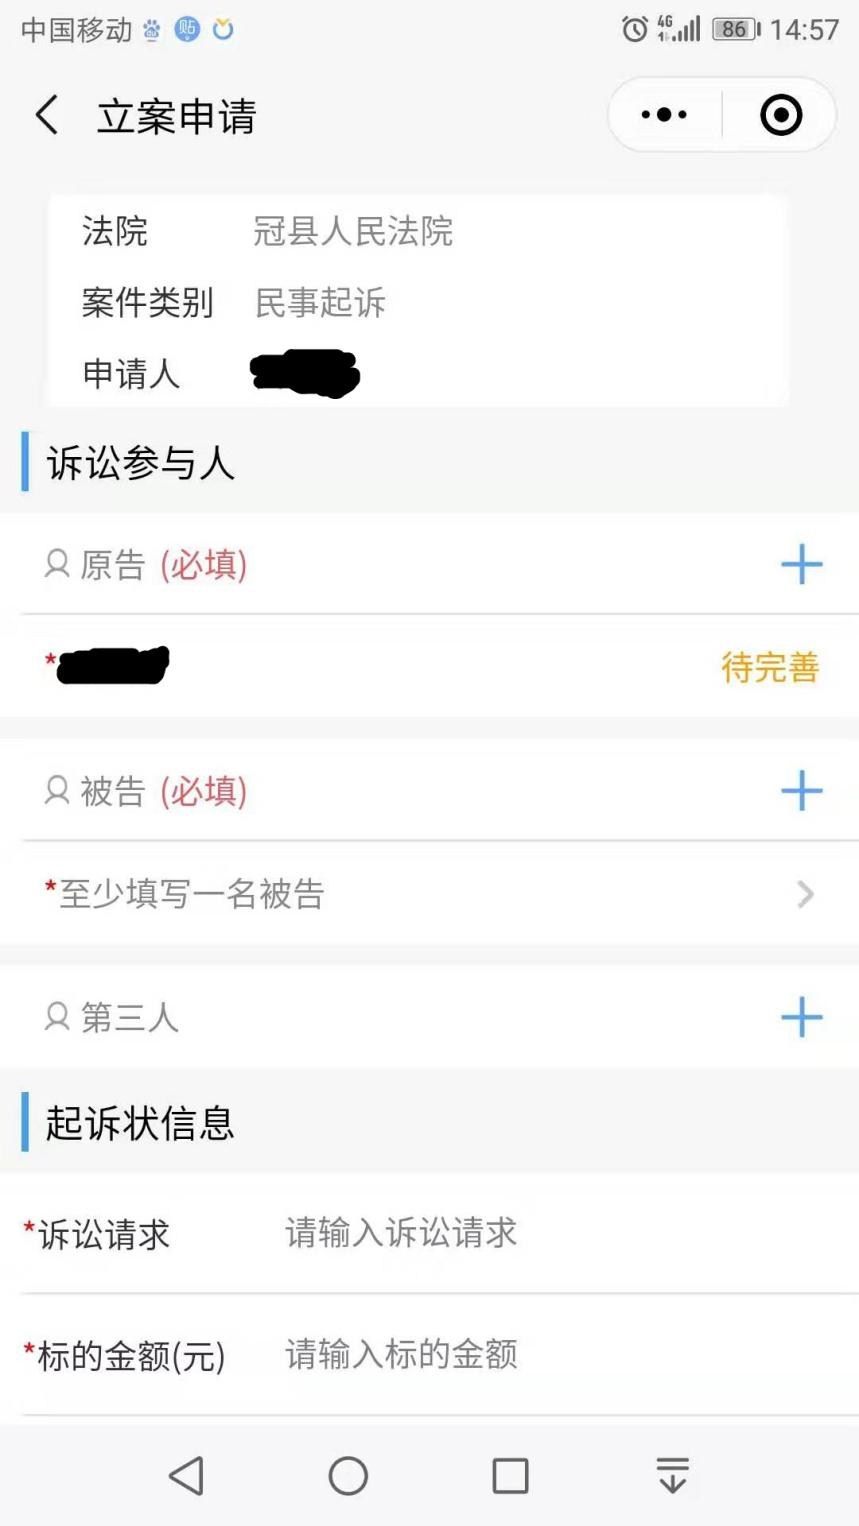 中国移动 4G 86 14:57
立案申请
法院 冠县人民法院
案件类别 民事起诉
申请人
诉讼参与人
原告 (必填)
* 待完善
被告 (必填)
*至少填写一名被告
第三人
起诉状信息
*诉讼请求 请输入诉讼请求
*标的金额(元) 请输入标的金额